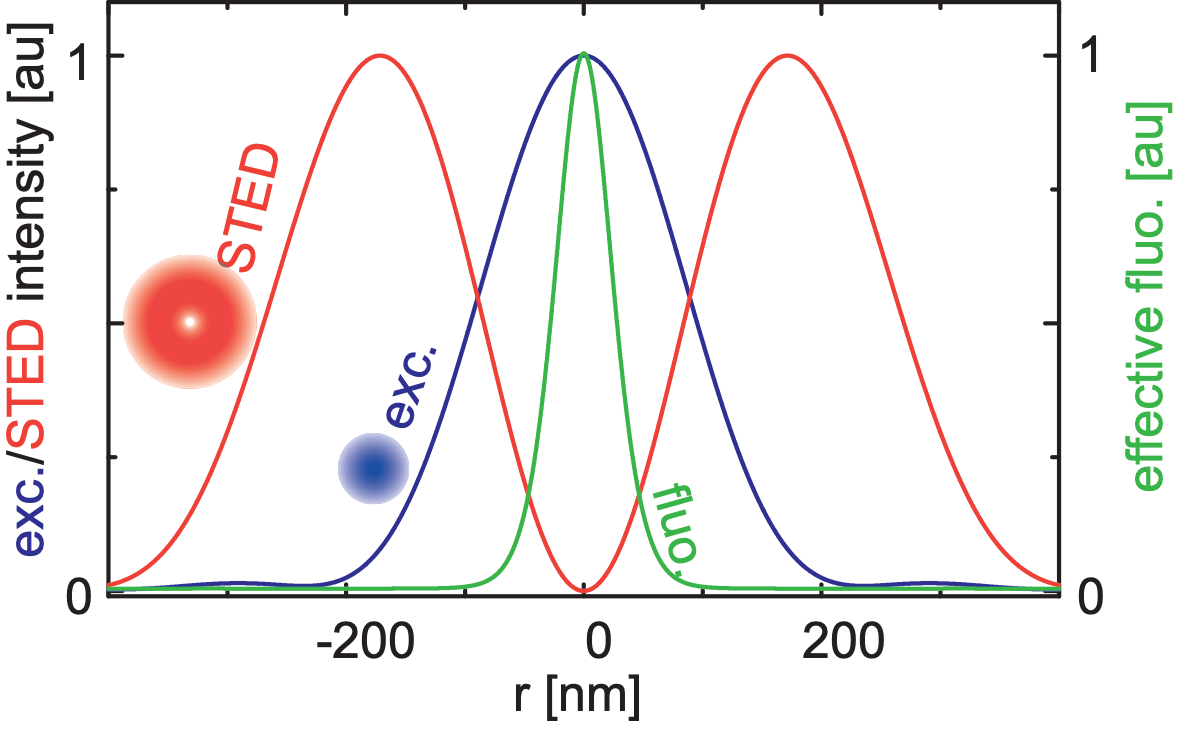 exc./STED intensity [au]
1
0
STED
exc.
fluo.
1
0
effective fluo. [au]
-200
0
200
r [nm]